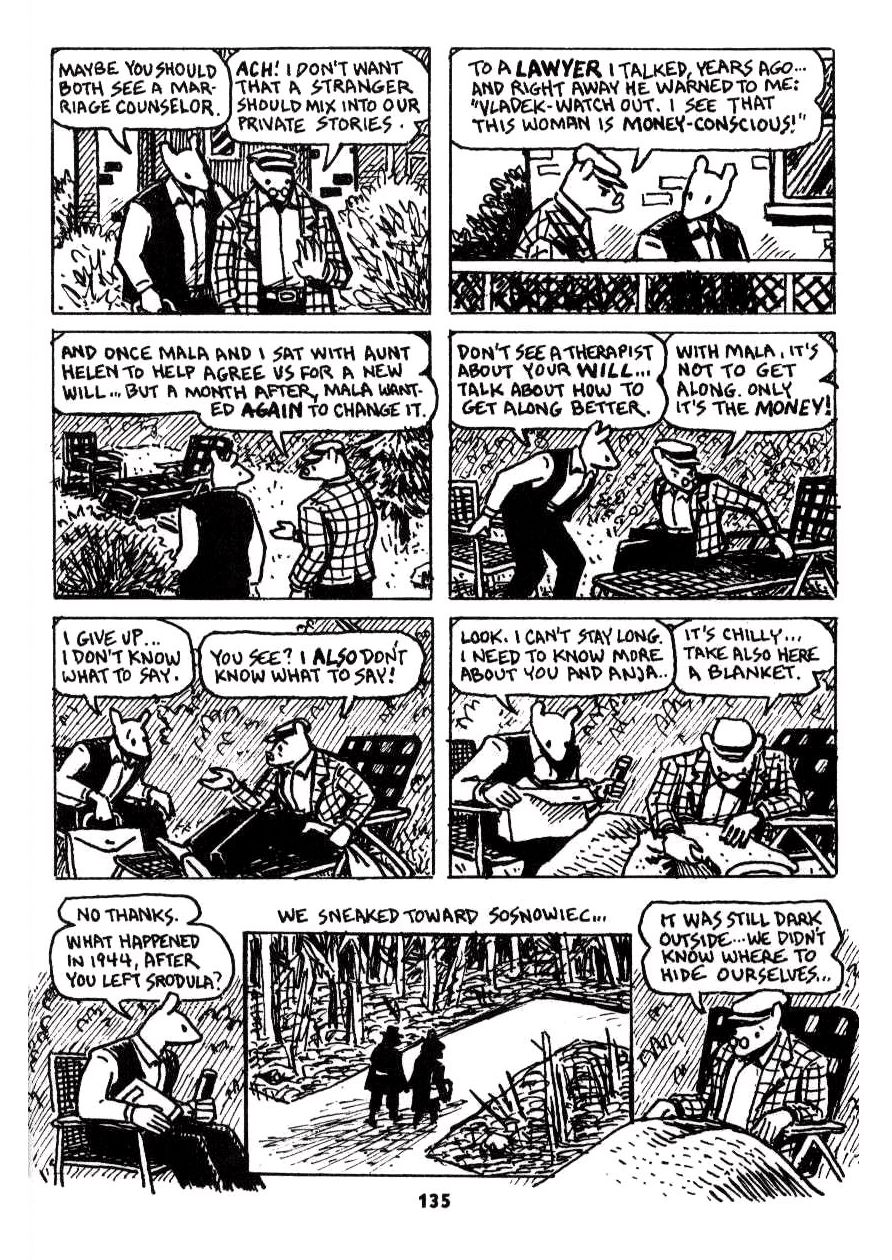 MAYBE YOU SHOULD
BOTH SEE A MAR-
RIAGE COUNSELOR.
ACH! I DON'T WANT
THAT A STRANGER
SHOULD MIX INTO OUR
PRIVATE STORIES.
TO A LAWYER I TALKED, YEARS AGO...
AND RIGHT AWAY HE WARNED TO ME:
"VLADEK-WATCH OUT. I SEE THAT
THIS WOMAN IS MONEY-CONSCIOUS!"
AND ONCE MALA AND I SAT WITH AUNT
HELEN TO HELP AGREE US FOR A NEW
WILL... BUT A MONTH AFTER, MALA WANT-
ED AGAIN TO CHANGE IT.
DON'T SEE A THERAPIST
ABOUT YOUR WILL...
TALK ABOUT HOW TO
GET ALONG BETTER.
WITH MALA, IT'S
NOT TO GET
ALONG. ONLY
IT'S THE MONEY!
I GIVE UP...
I DON'T KNOW
WHAT TO SAY.
YOU SEE? I ALSO DON'T
KNOW WHAT TO SAY!
LOOK. I CAN'T STAY LONG.
I NEED TO KNOW MORE
ABOUT YOU AND ANJA..
IT'S CHILLY...
TAKE ALSO HERE
A BLANKET.
NO THANKS.
WHAT HAPPENED
IN 1944, AFTER
YOU LEFT SRODULA?
WE SNEAKED TOWARD SOSNOWIEC...
IT WAS STILL DARK
OUTSIDE...WE DIDN'T
KNOW WHERE TO
HIDE OURSELVES...
135